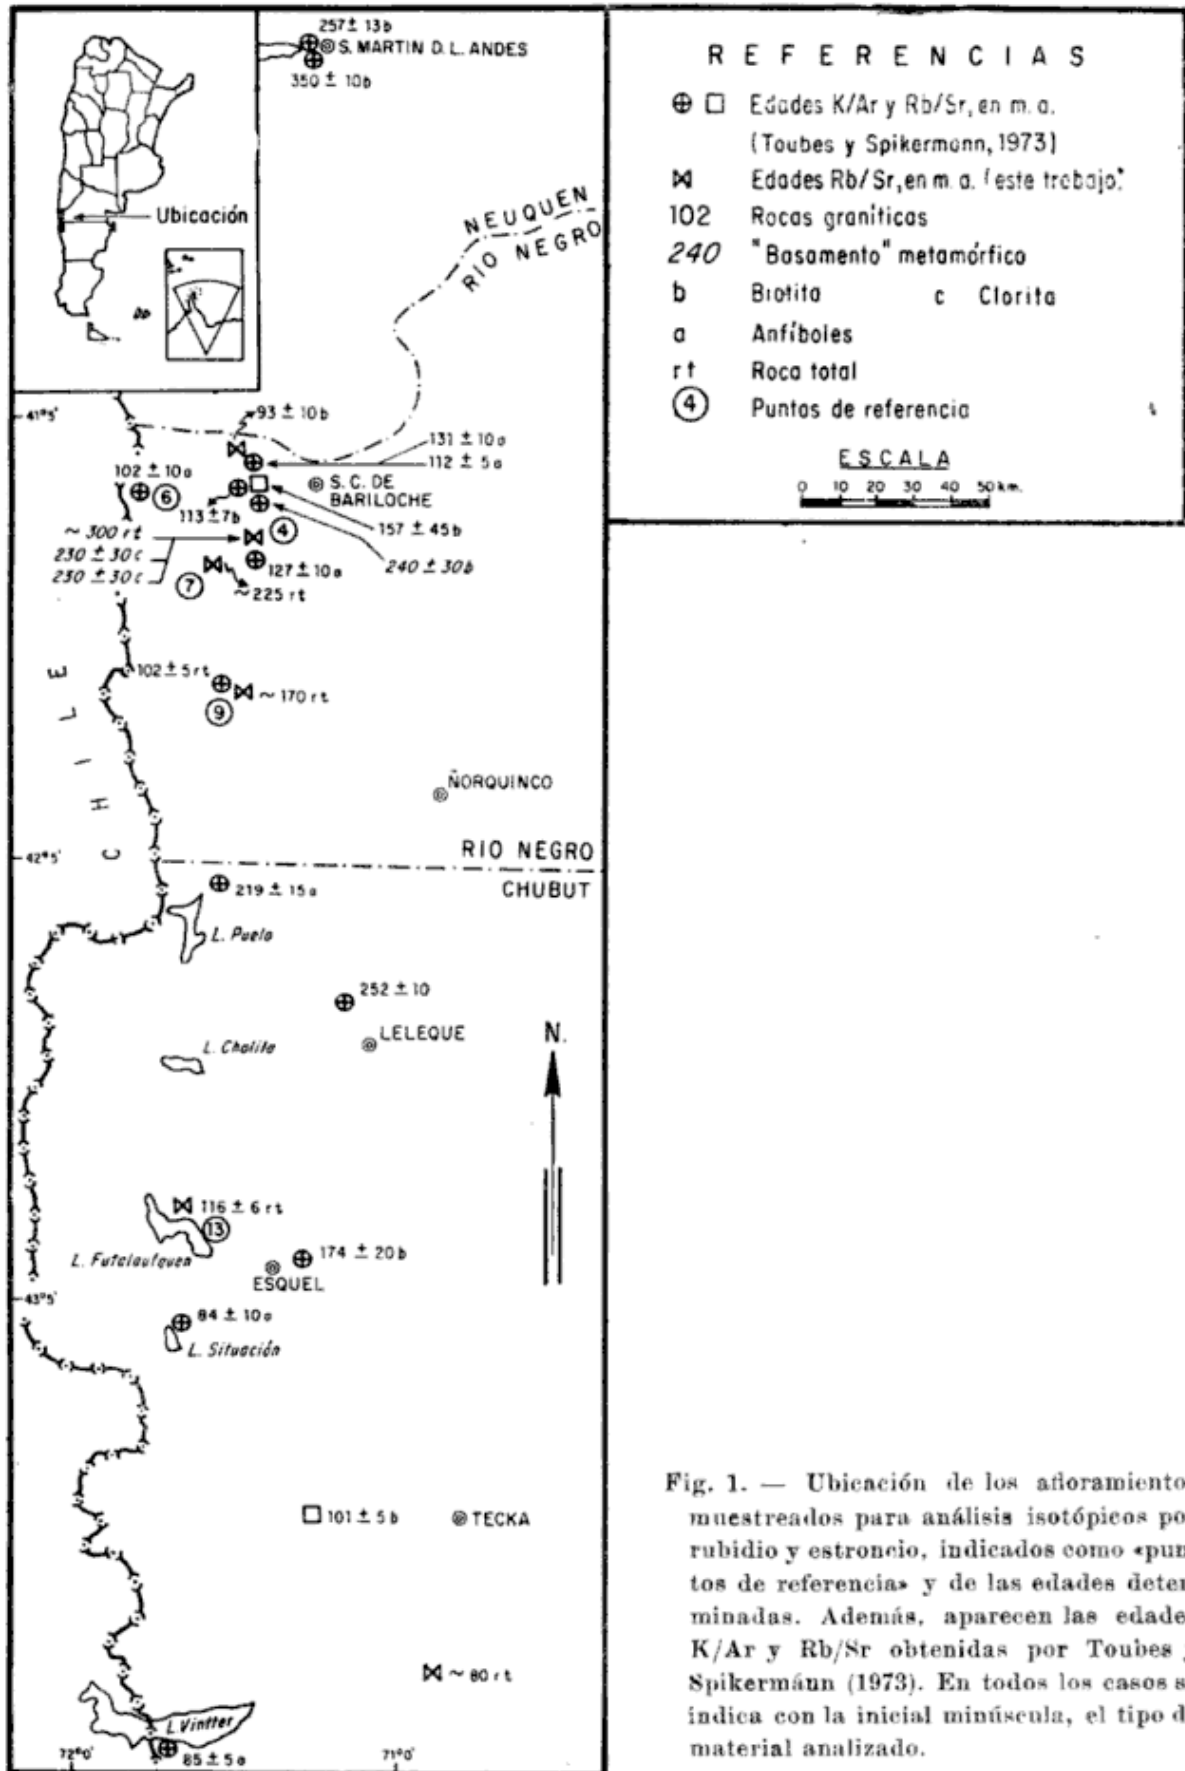 257 ± 13b
S. MARTIN D. L. ANDES
350 ± 10b
Ubicación
NEUQUEN
RIO NEGRO
41°5'
93 ± 10b
131 ± 10a
112 ± 5a
102 ± 10a
6
S. C. DE
BARILOCHE
113 ± 7b
157 ± 45b
~ 300 rt
4
230 ± 30c
230 ± 30c
127 ± 10a
240 ± 30b
7
~ 225 rt
CHILE
102 ± 5 rt
~ 170 rt
9
ÑORQUINCO
RIO NEGRO
42°5'
CHUBUT
219 ± 15a
L. Puelo
252 ± 10
LELEQUE
L. Cholila
N.
116 ± 6 rt
13
L. Futalaufquen
174 ± 20b
ESQUEL
43°5'
84 ± 10a
L. Situación
101 ± 5 b
TECKA
~ 80 rt
L. Vintter
85 ± 5a
72°0'
71°0'
REFERENCIAS
Edades K/Ar y Rb/Sr, en m. a.
(Toubes y Spikermann, 1973)
Edades Rb/Sr, en m. a. (este trabajo)
102 Rocas graníticas
240 "Basamento" metamórfico
b Biotita c Clorita
a Anfíboles
rt Roca total
4 Puntos de referencia
ESCALA
0 10 20 30 40 50 km.
Fig. 1. — Ubicación de los afloramiento
muestreados para análisis isotópicos po
rubidio y estroncio, indicados como «pun
tos de referencia» y de las edades deter
minadas. Además, aparecen las edade
K/Ar y Rb/Sr obtenidas por Toubes
Spikermánn (1973). En todos los casos s
indica con la inicial minúscula, el tipo d
material analizado.